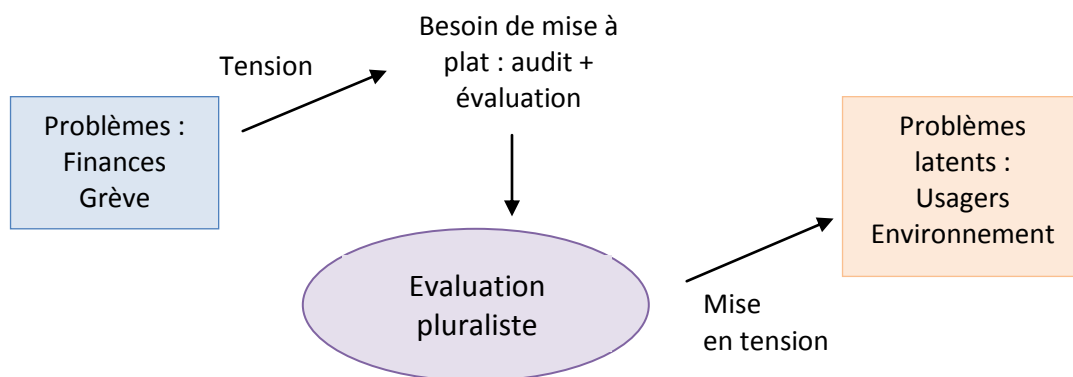 Besoin de mise à
plat : audit +
évaluation
Tension
Problèmes :
Finances
Grève
Problèmes
latents :
Usagers
Environnement
Evaluation
pluraliste
Mise
en tension